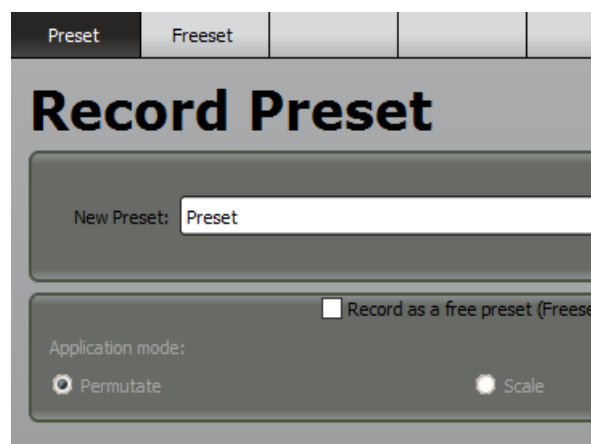 Preset Freeset
Record Preset
New Preset: Preset
Record as a free preset (Freese
Application mode:
Permutate Scale